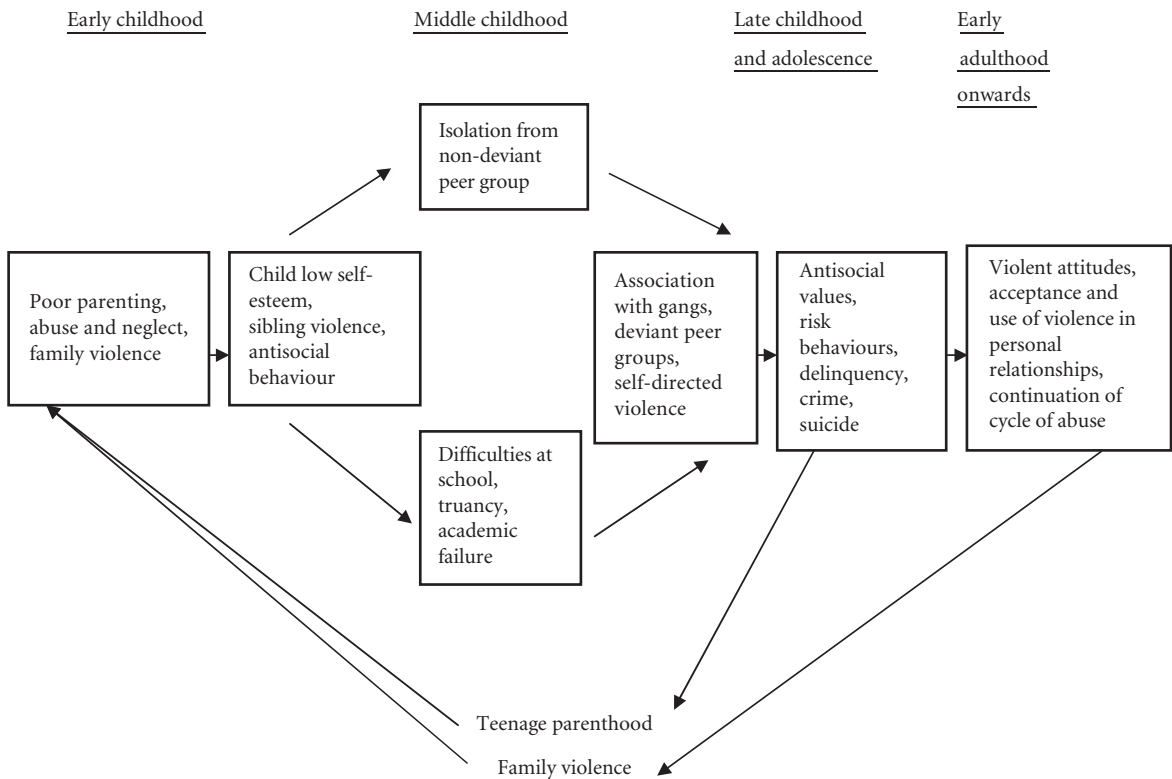 Early childhood
Middle childhood
Late childhood
and adolescence
Early
adulthood
onwards
Isolation from
non-deviant
peer group
Poor parenting,
abuse and neglect,
family violence
Child low self-
esteem,
sibling violence,
antisocial
behaviour
Difficulties at
school,
truancy,
academic
failure
Association
with gangs,
deviant peer
groups,
self-directed
violence
Antisocial
values,
risk
behaviours,
delinquency,
crime,
suicide
Violent attitudes,
acceptance and
use of violence in
personal
relationships,
continuation of
cycle of abuse
Teenage parenthood
Family violence